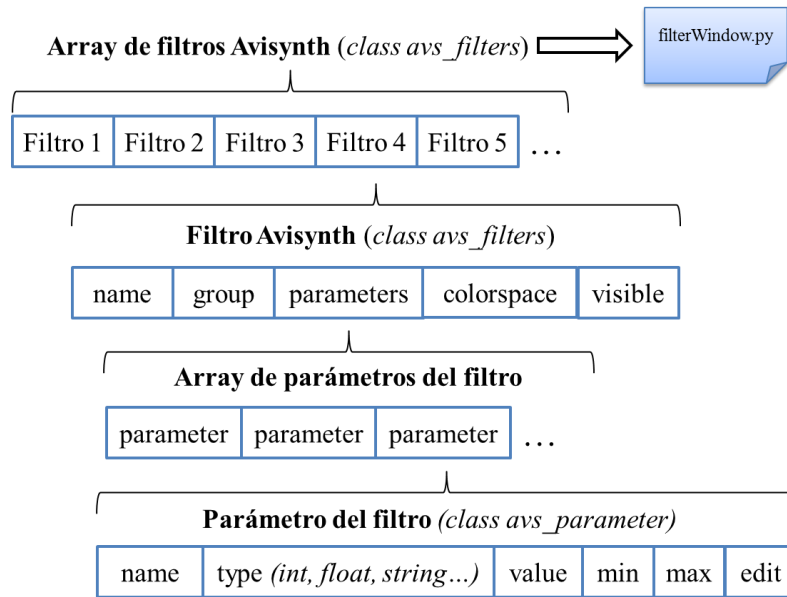 Array de filtros Avisynth (class avs_filters)
filterWindow.py
Filtro 1 Filtro 2 Filtro 3 Filtro 4 Filtro 5 ...
Filtro Avisynth (class avs_filters)
name group parameters colorspace visible
Array de parámetros del filtro
parameter parameter parameter ...
Parámetro del filtro (class avs_parameter)
name type (int, float, string...) value min max edit